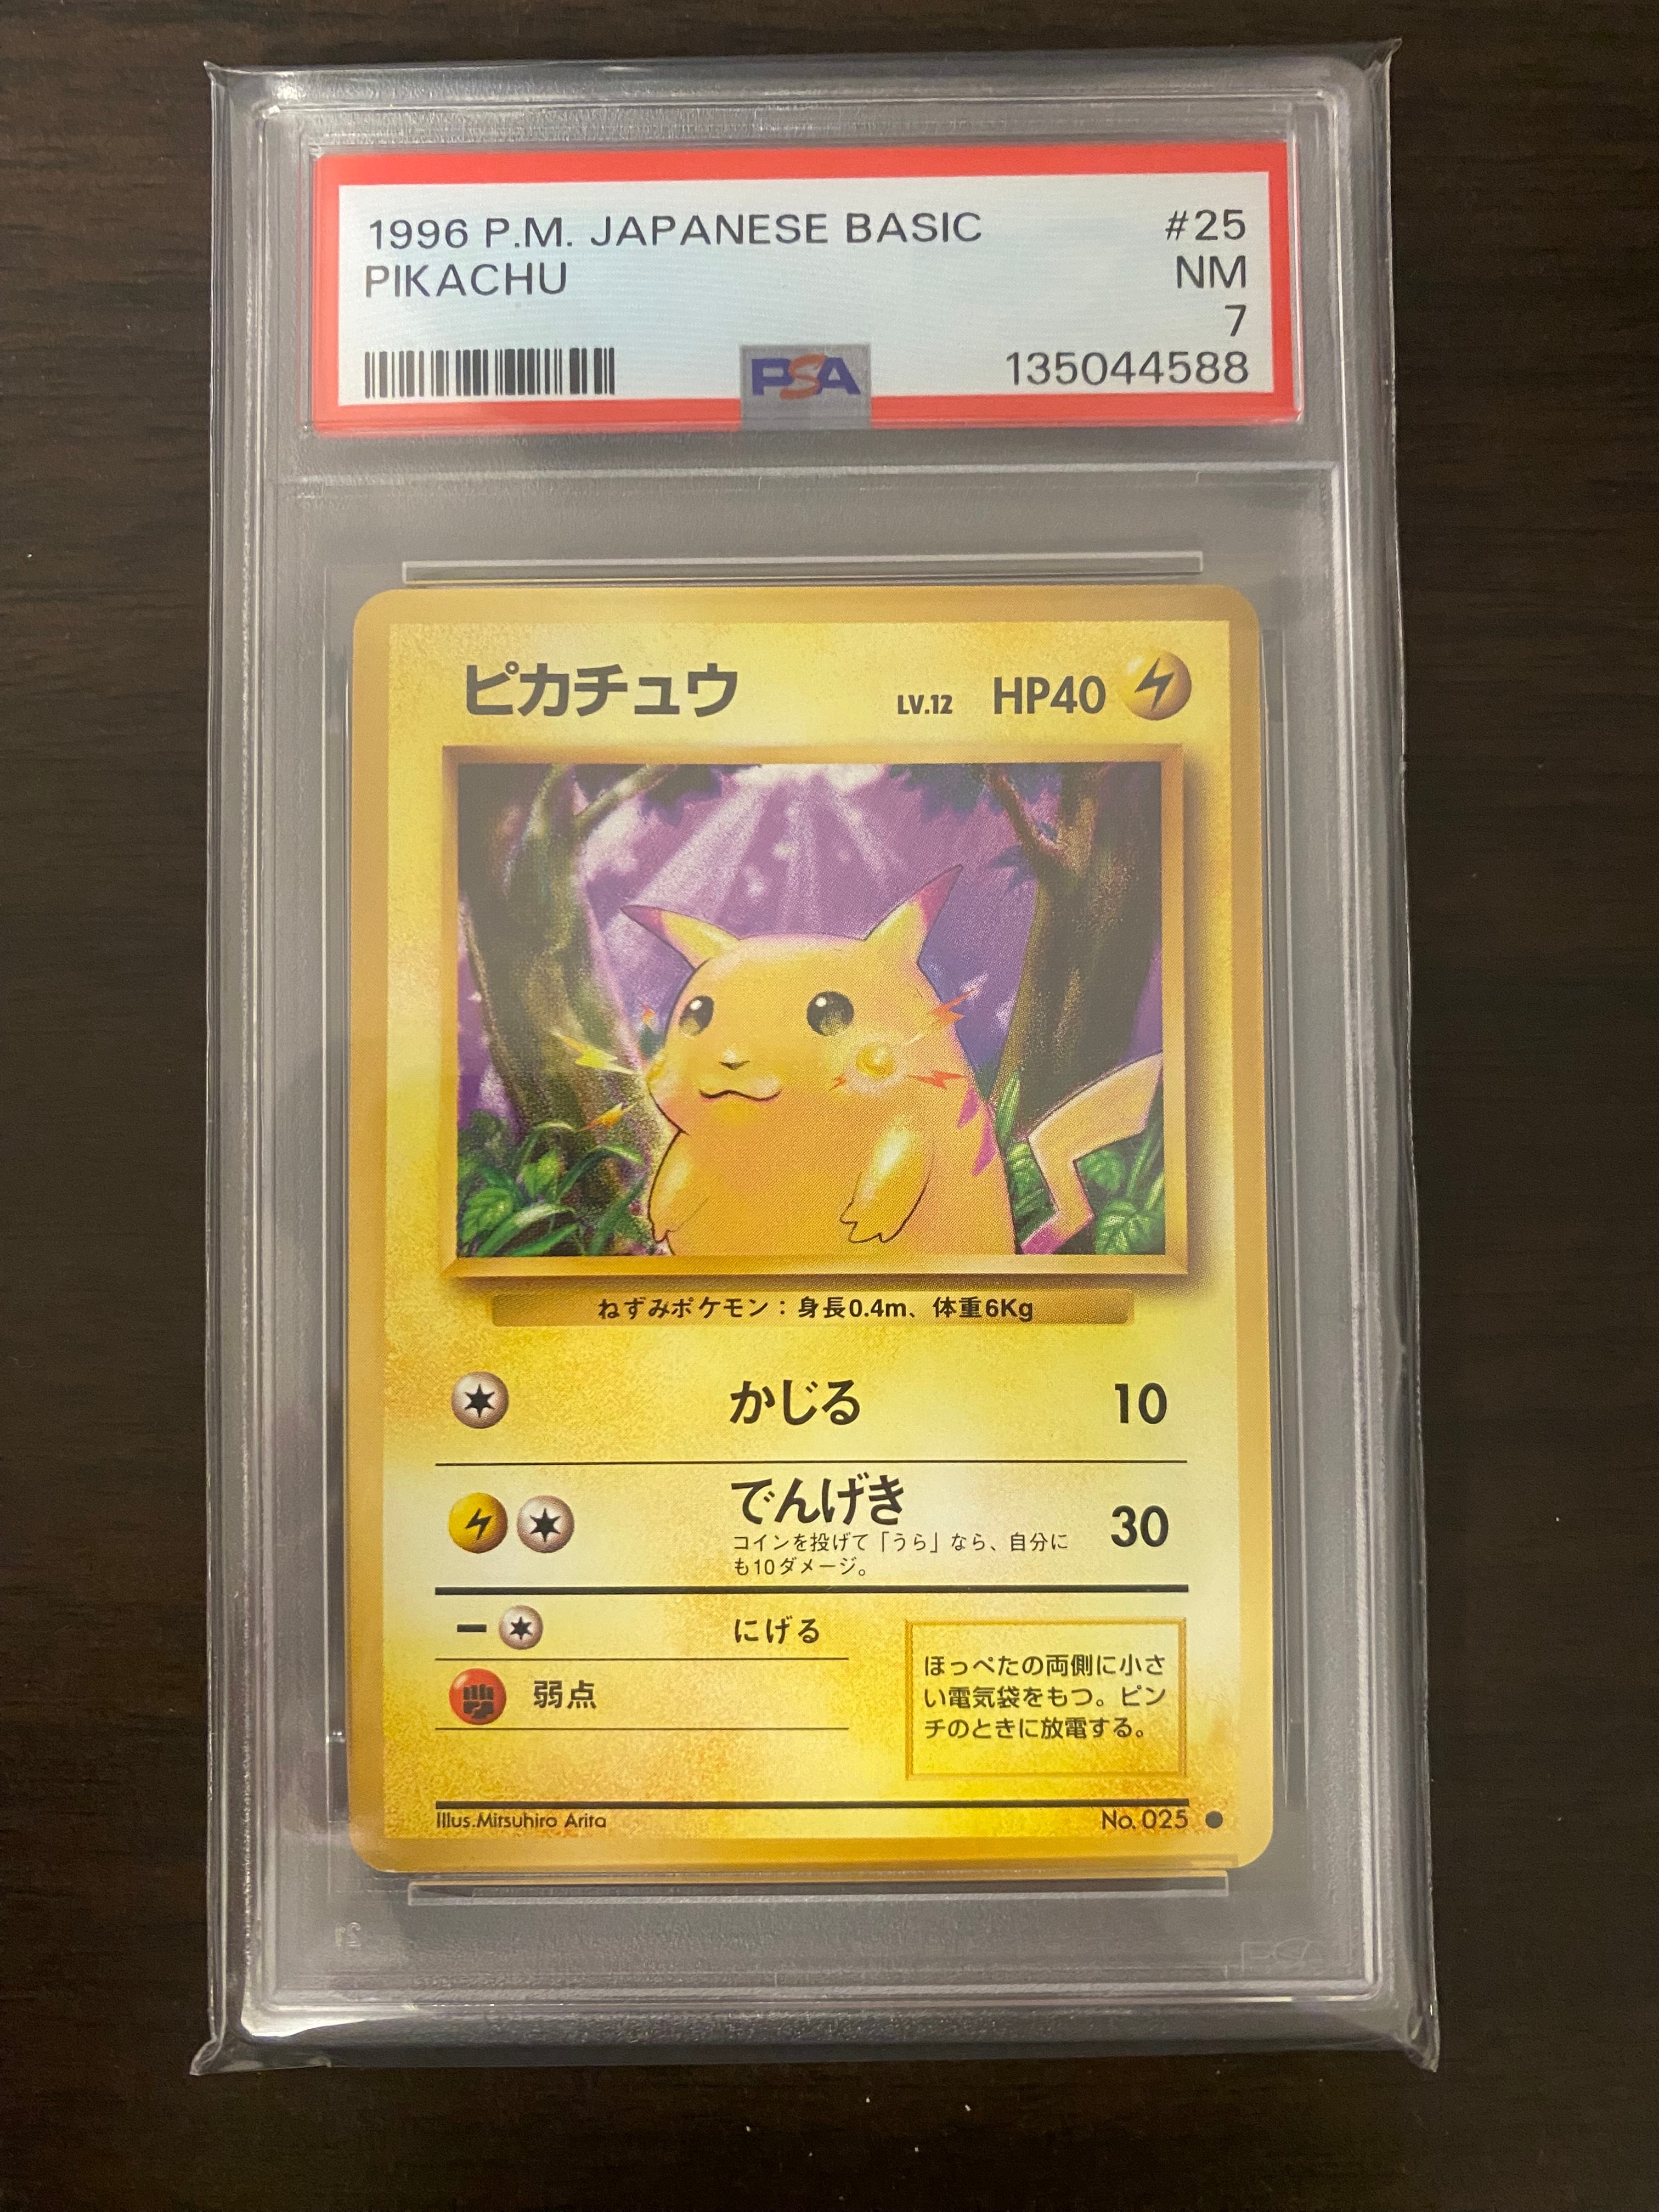 1996 P.M. JAPANESE BASIC #25
PIKACHU NM
7
PSA 135044588
ピカチュウ LV.12 HP40
ねずみポケモン：身長0.4m、体重6Kg
かじる 10
でんげき 30
コインを投げて「うら」なら、自分に
も10ダメージ。
にげる
弱点
ほっぺたの両側に小さ
い電気袋をもつ。ピン
チのときに放電する。
Illus.Mitsuhiro Arita No. 025
PSA